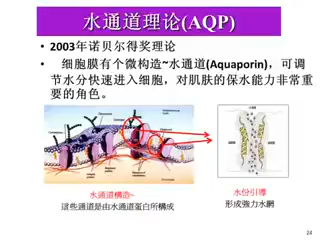 水通道理论(AQP)
• 2003年诺贝尔得奖理论
• 细胞膜有个微构造~水通道(Aquaporin)，可调
节水分快速进入细胞，对肌肤的保水能力非常重
要的角色。
水通道構造~
這些通道是由水通道蛋白所構成
水份引導
形成強力水網
24